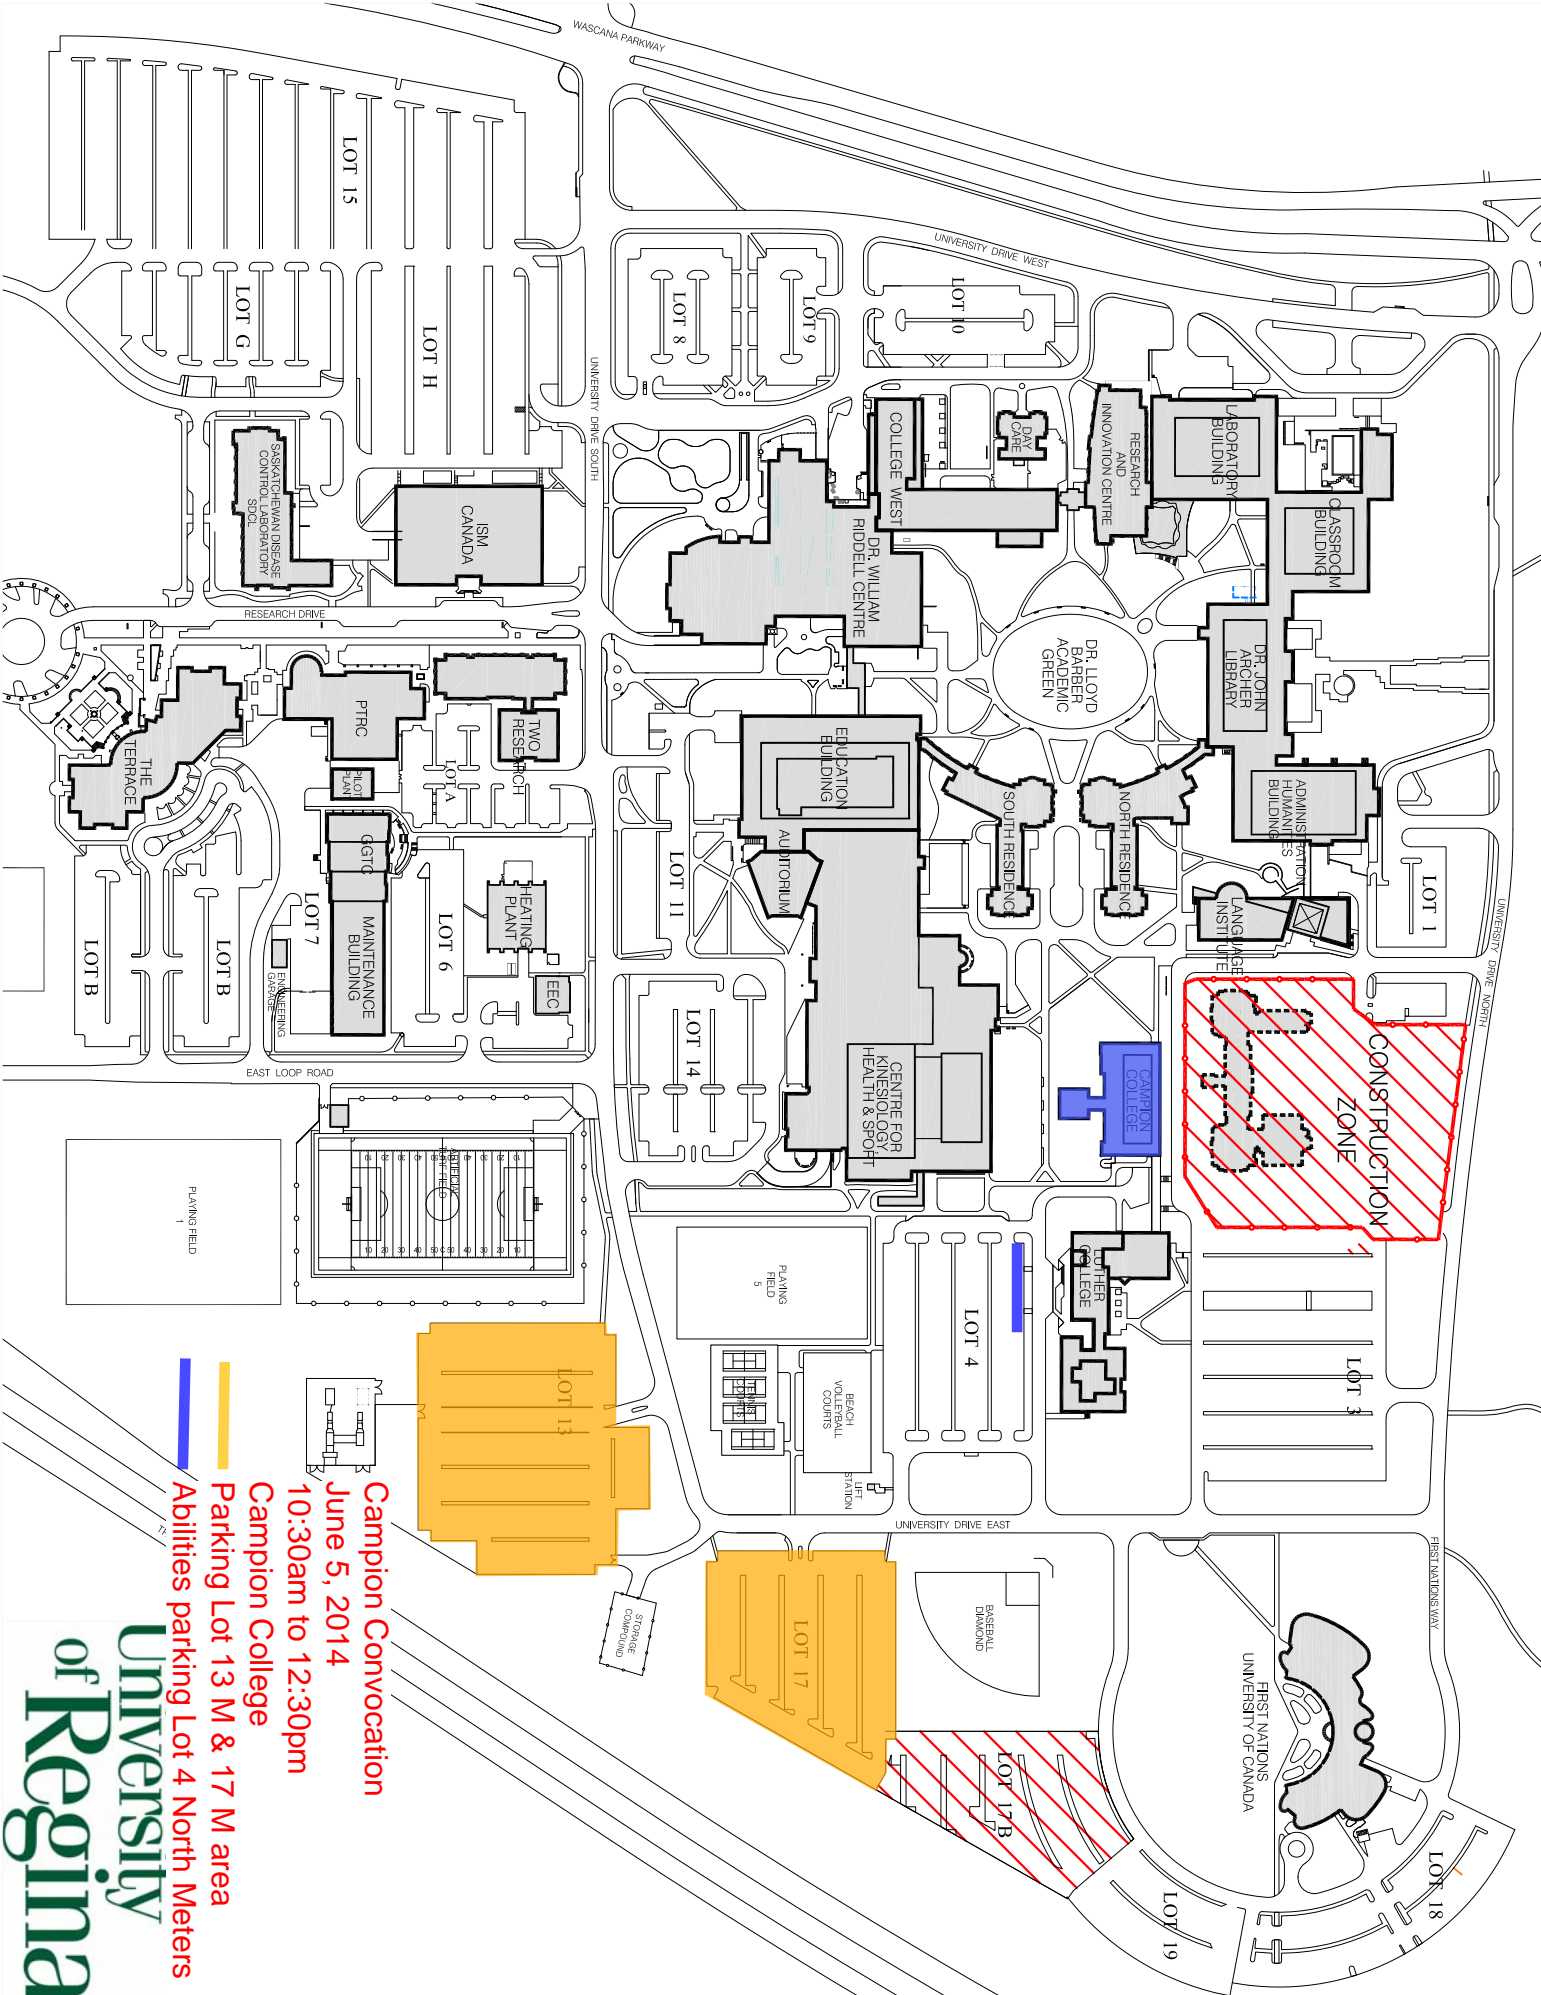 WASCANA PARKWAY
LOT 15
LOT G
LOT H
LOT 8
LOT 9
LOT 10
UNIVERSITY DRIVE WEST
UNIVERSITY DRIVE SOUTH
SASKATCHEWAN DISEASE
CONTROL LABORATORY
SDCL
ISM
CANADA
RESEARCH DRIVE
COLLEGE WEST
DAY
CARE
RESEARCH
AND
INNOVATION CENTRE
LABORATORY
BUILDING
CLASSROOM
BUILDING
DR. WILLIAM
RIDDELL CENTRE
DR. LLOYD
BARBER
ACADEMIC
GREEN
DR. JOHN
ARCHER
LIBRARY
THE
TERRACE
PTRC
PILOT
PLANT
TWO
RESEARCH
LOT A
EDUCATION
BUILDING
AUDITORIUM
SOUTH RESIDENCE
NORTH RESIDENCE
ADMINISTRATION
HUMANITIES
BUILDING
LOT 1
UNIVERSITY DRIVE NORTH
LANGUAGE
INSTITUTE
GGTC
MAINTENANCE
BUILDING
LOT 7
LOT 6
HEATING
PLANT
EEC
ENGINEERING
GARAGE
LOT B
LOT B
LOT 11
LOT 14
EAST LOOP ROAD
CENTRE FOR
KINESIOLOGY,
HEALTH & SPORT
CAMPION
COLLEGE
CONSTRUCTION
ZONE
PLAYING FIELD
1
ARTIFICIAL
TURF FIELD
PLAYING
FIELD
5
LOT 4
LUTHER
COLLEGE
LOT 3
LOT 13
TENNIS
COURTS
BEACH
VOLLEYBALL
COURTS
LIFT
STATION
UNIVERSITY DRIVE EAST
FIRST NATIONS WAY
STORAGE
COMPOUND
LOT 17
BASEBALL
DIAMOND
LOT 17B
FIRST NATIONS
UNIVERSITY OF CANADA
LOT 18
LOT 19
Campion Convocation
June 5, 2014
10:30am to 12:30pm
Campion College
Parking Lot 13 M & 17 M area
Abilities parking Lot 4 North Meters
University
of Regina